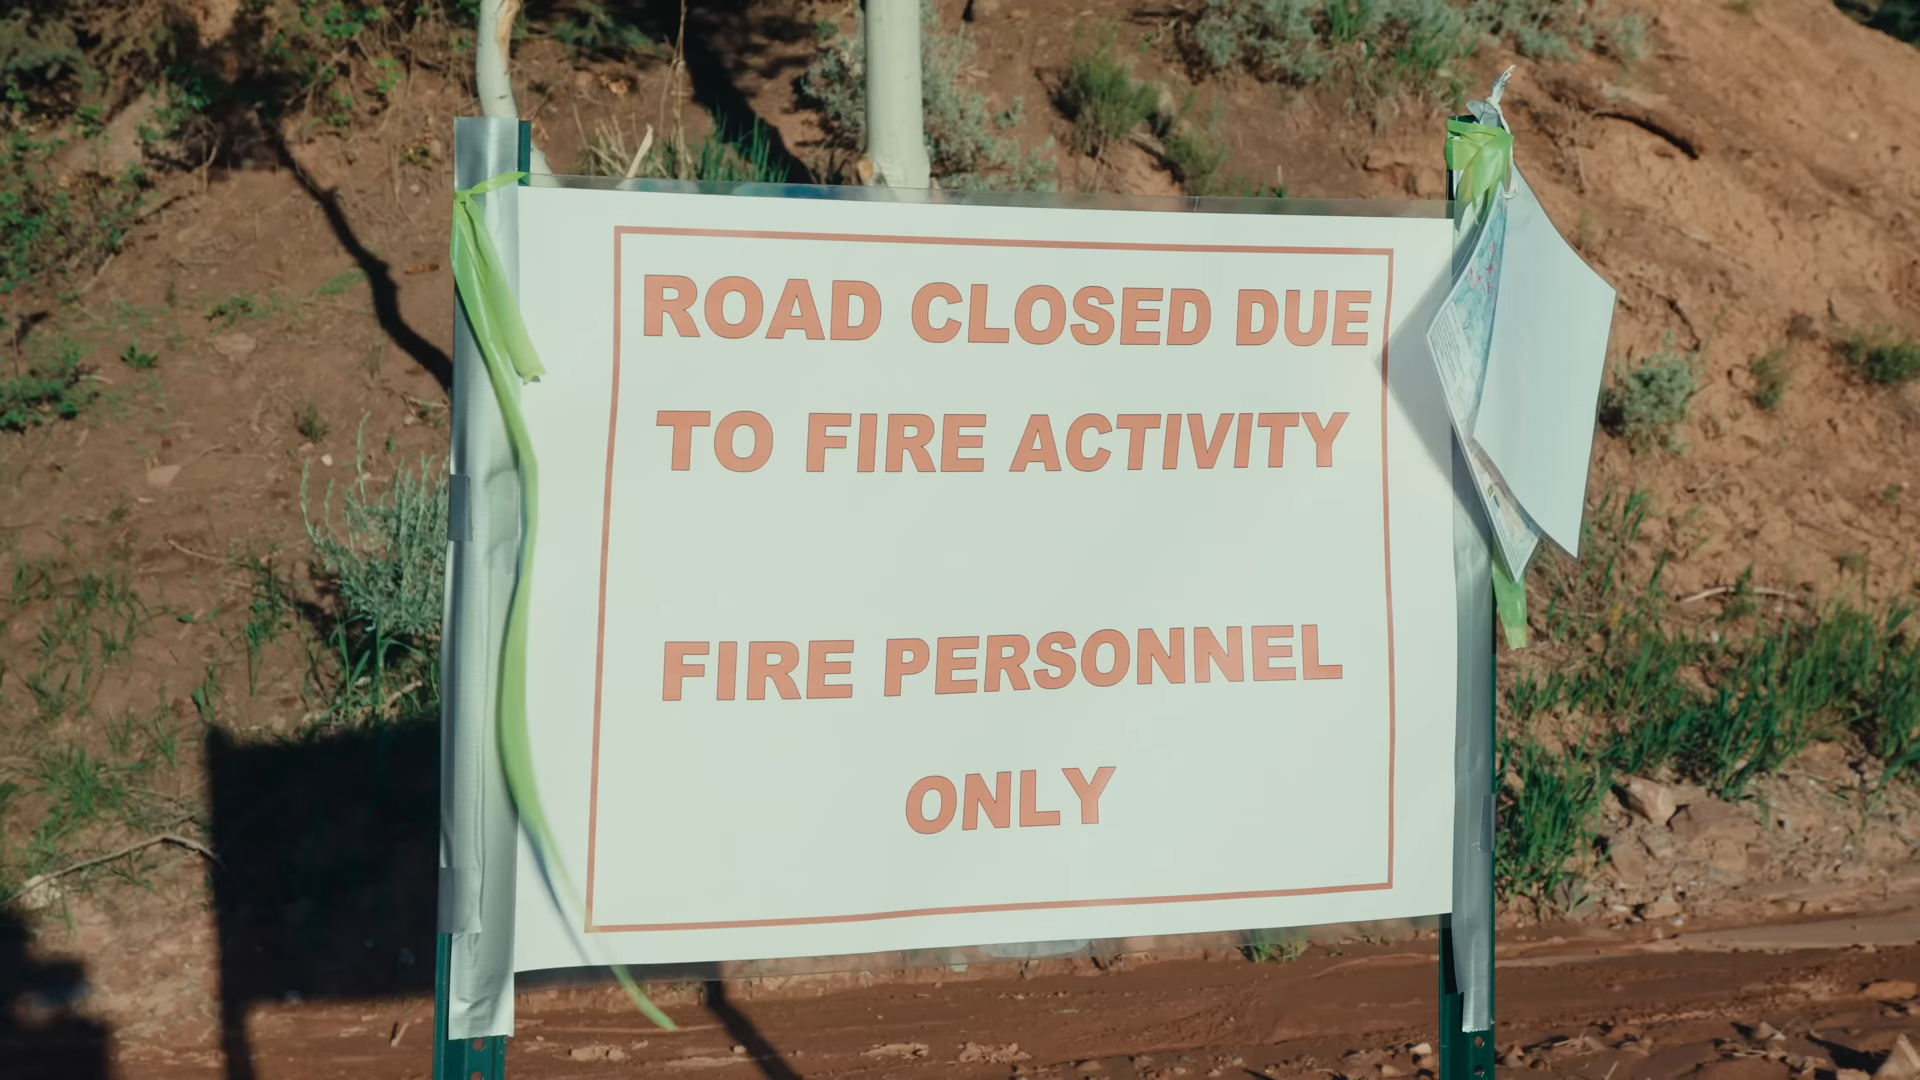 ROAD CLOSED DUE
TO FIRE ACTIVITY
FIRE PERSONNEL
ONLY